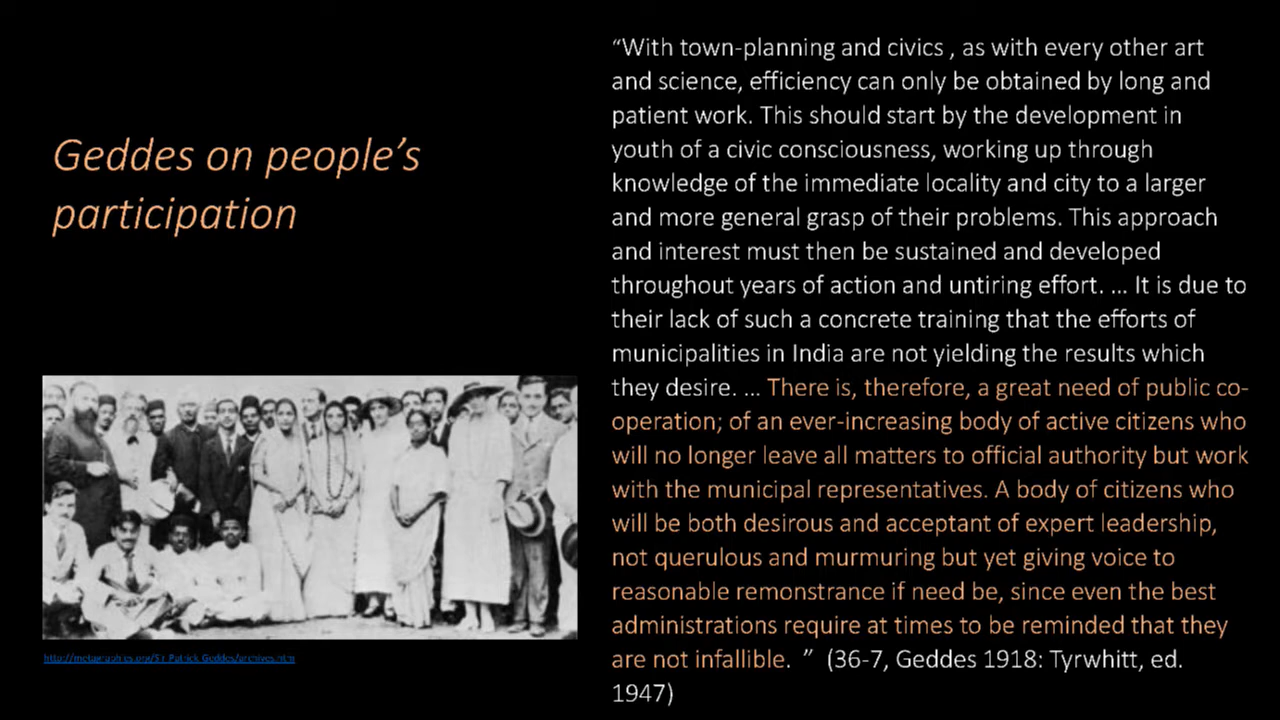 Geddes on people’s
participation
“With town-planning and civics , as with every other art
and science, efficiency can only be obtained by long and
patient work. This should start by the development in
youth of a civic consciousness, working up through
knowledge of the immediate locality and city to a larger
and more general grasp of their problems. This approach
and interest must then be sustained and developed
throughout years of action and untiring effort. … It is due to
their lack of such a concrete training that the efforts of
municipalities in India are not yielding the results which
they desire. … There is, therefore, a great need of public co-
operation; of an ever-increasing body of active citizens who
will no longer leave all matters to official authority but work
with the municipal representatives. A body of citizens who
will be both desirous and acceptant of expert leadership,
not querulous and murmuring but yet giving voice to
reasonable remonstrance if need be, since even the best
administrations require at times to be reminded that they
are not infallible. ” (36-7, Geddes 1918: Tyrwhitt, ed.
1947)